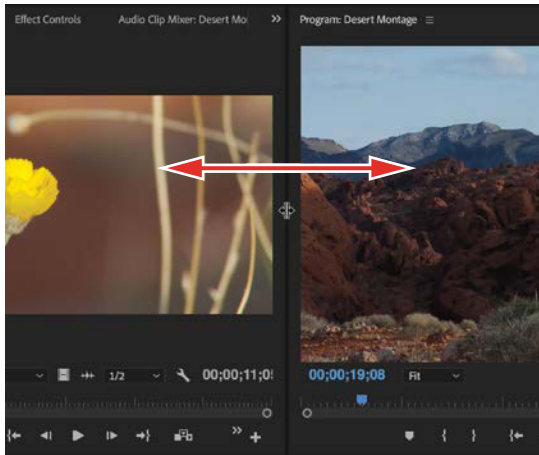 Effect Controls Audio Clip Mixer: Desert Mo
Program: Desert Montage
1/2 00;00;11;0
00;00;19;08 Fit